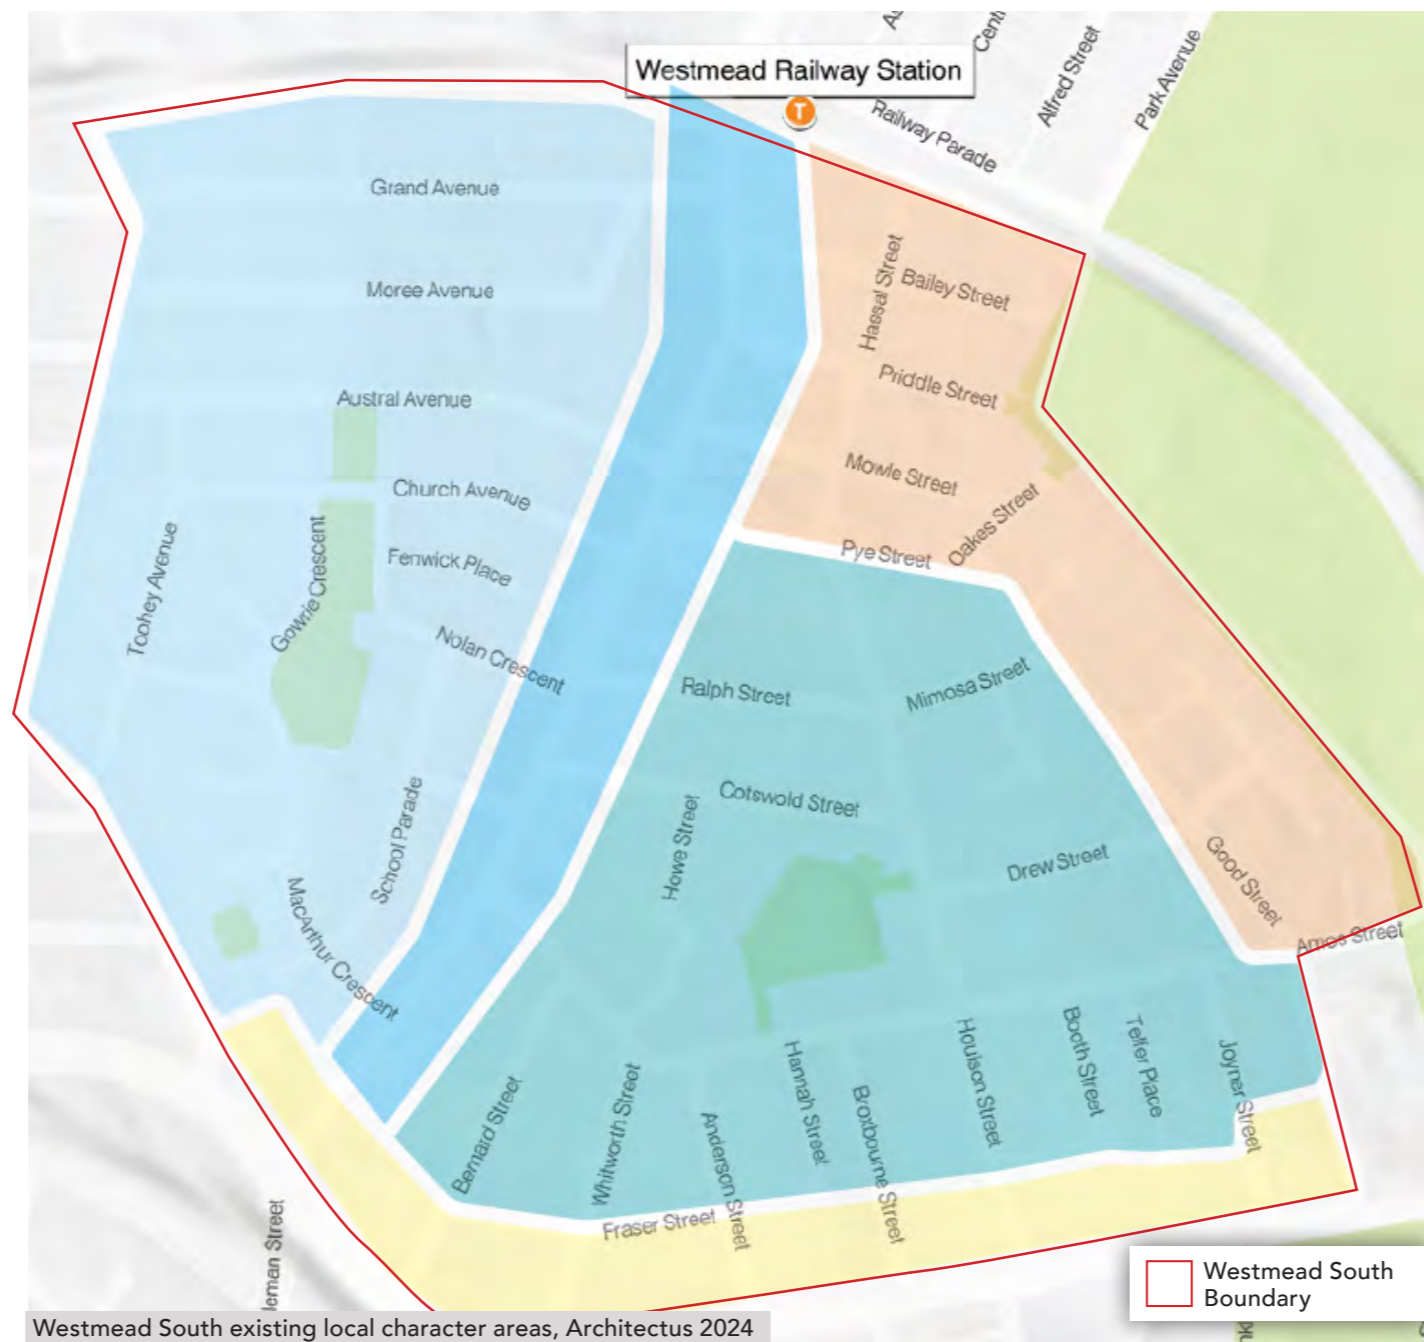 Westmead Railway Station
T
Alfred Street
Park Avenue
Railway Parade
Grand Avenue
Hassal Street
Bailey Street
Moree Avenue
Priddle Street
Austral Avenue
Mowle Street
Church Avenue
Oakes Street
Pye Street
Toohey Avenue
Gowrie Crescent
Fenwick Place
Nolan Crescent
Ralph Street
Mimosa Street
Cotswold Street
School Parade
Howe Street
Drew Street
Good Street
MacArthur Crescent
Ames Street
Bernard Street
Whitworth Street
Anderson Street
Hannah Street
Broxbourne Street
Houison Street
Booth Street
Telfer Place
Joyner Street
Fraser Street
leman Street
Westmead South
Boundary
Westmead South existing local character areas, Architectus 2024